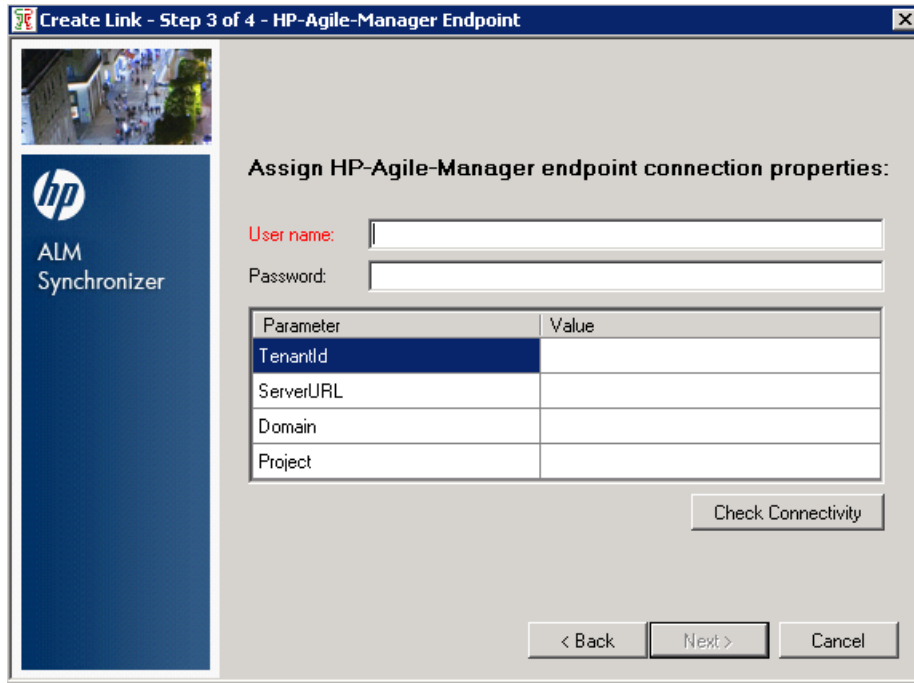 Create Link - Step 3 of 4 - HP-Agile-Manager Endpoint
hp
ALM
Synchronizer
Assign HP-Agile-Manager endpoint connection properties:
User name:
Password:
Parameter Value
TenantId
ServerURL
Domain
Project
Check Connectivity
< Back Next > Cancel